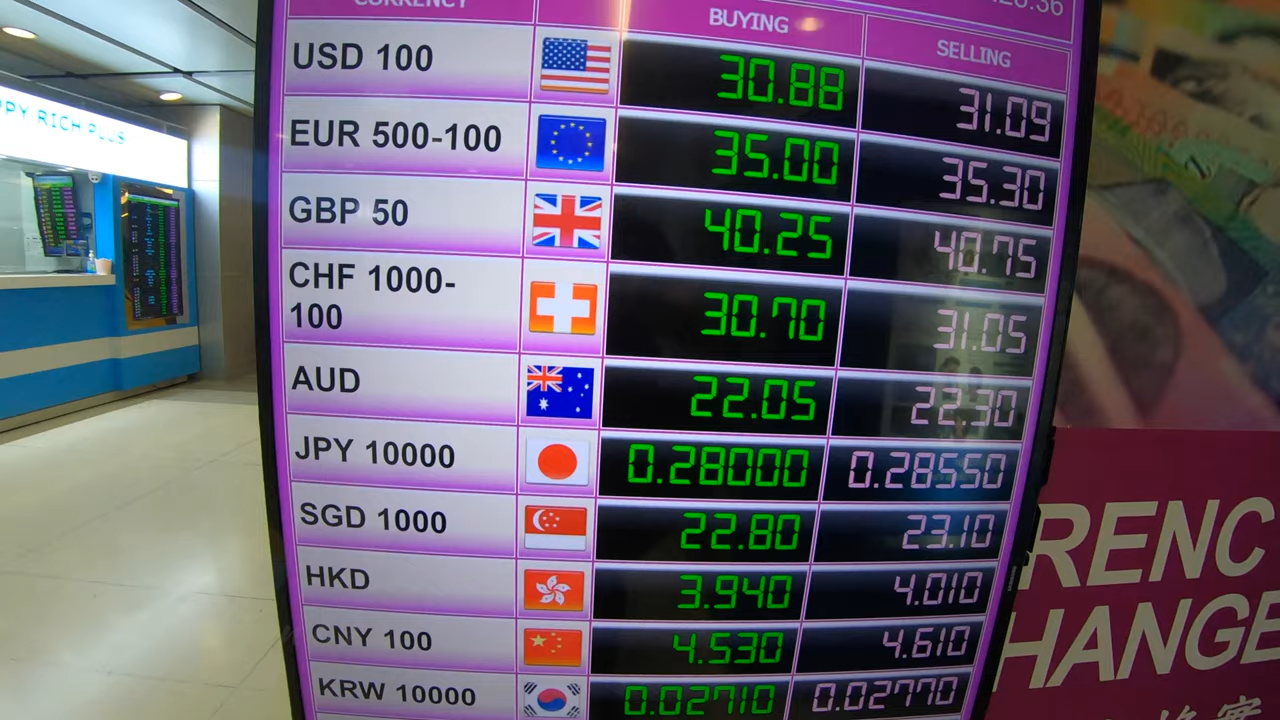 CURRENCY BUYING SELLING
USD 100 30.88 31.09
EUR 500-100 35.00 35.30
GBP 50 40.25 40.75
CHF 1000-
100 30.70 31.05
AUD 22.05 22.30
JPY 10000 0.28000 0.28550
SGD 1000 22.80 23.10
HKD 3.940 4.010
CNY 100 4.530 4.610
KRW 10000 0.02710 0.02770
PPY RICH PLUS
RENC
HANGE